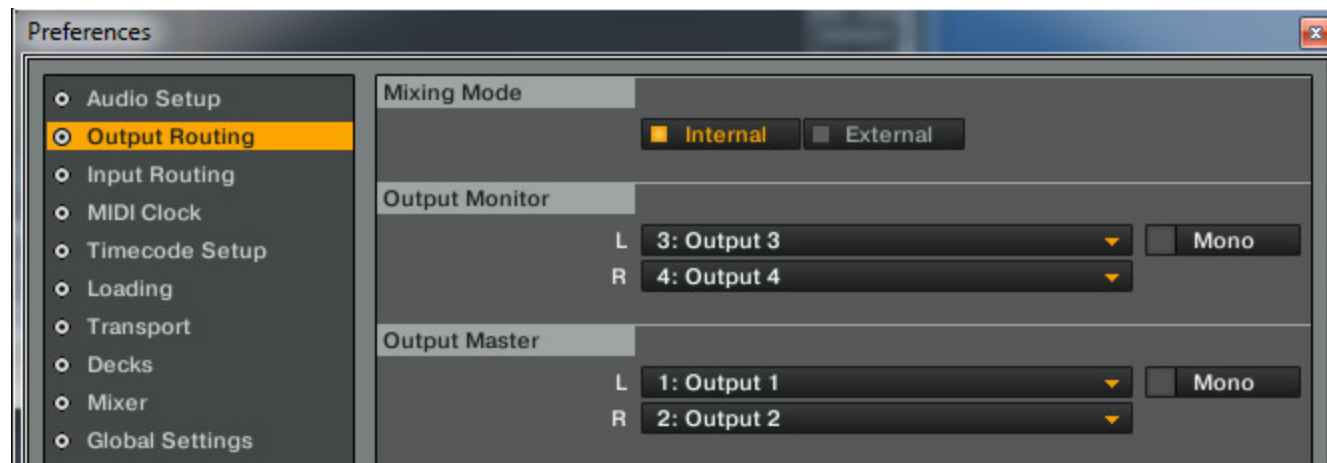 Preferences
Audio Setup
Output Routing
Input Routing
MIDI Clock
Timecode Setup
Loading
Transport
Decks
Mixer
Global Settings
Mixing Mode
Internal External
Output Monitor
L 3: Output 3 Mono
R 4: Output 4
Output Master
L 1: Output 1 Mono
R 2: Output 2